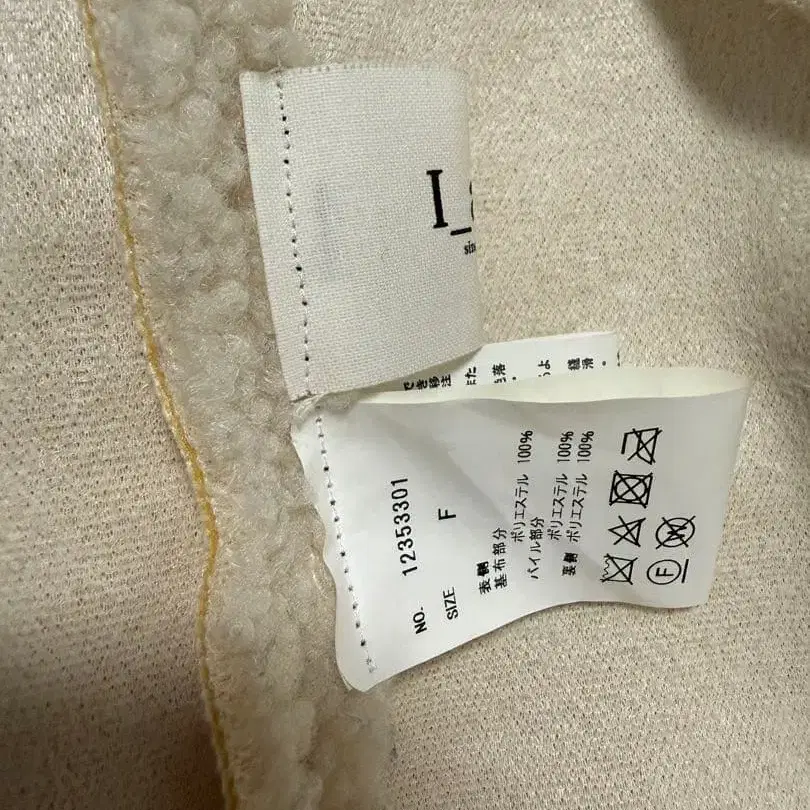 I_
NO. 12353301
SIZE F
表側
基布部分
ポリエステル 100%
パイル部分
ポリエステル 100%
裏側 ポリエステル 100%
F
W